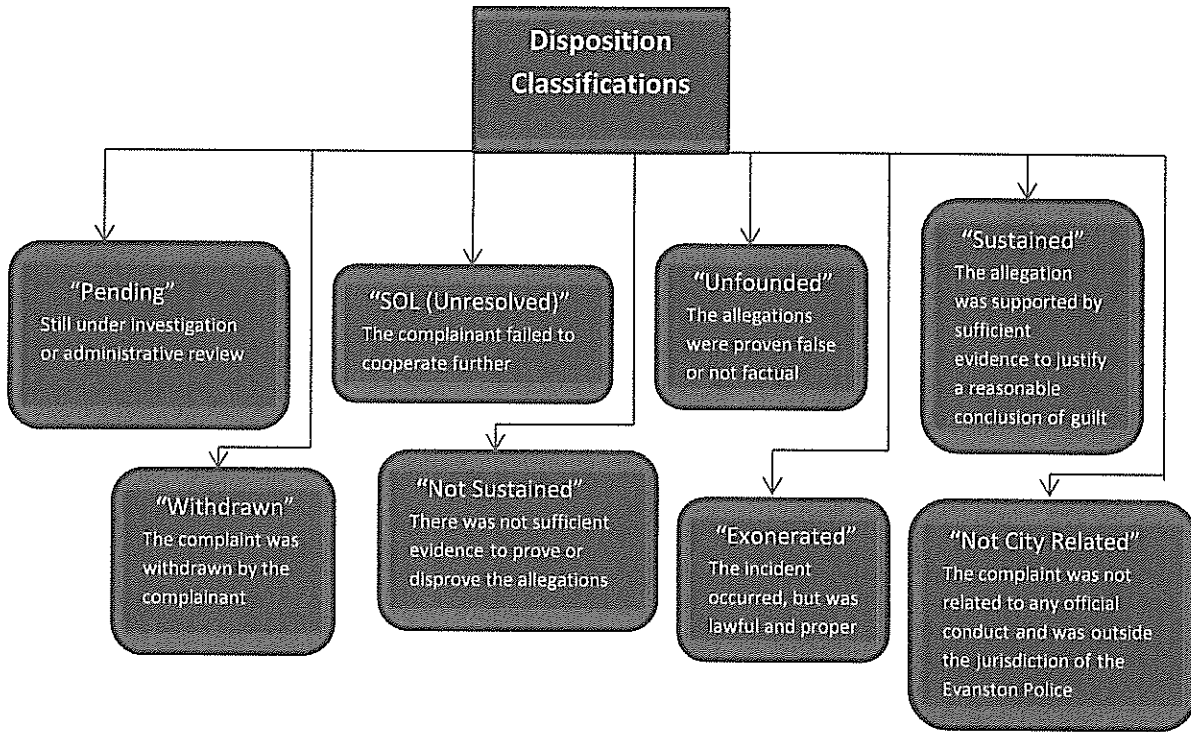 Disposition
Classifications
"Pending"
Still under investigation
or administrative review
"SOL (Unresolved)"
The complainant failed to
cooperate further
"Unfounded"
The allegations
were proven false
or not factual
"Sustained"
The allegation
was supported by
sufficient
evidence to justify
a reasonable
conclusion of guilt
"Withdrawn"
The complaint was
withdrawn by the
complainant
"Not Sustained"
There was not sufficient
evidence to prove or
disprove the allegations
"Exonerated"
The incident
occurred, but was
lawful and proper
"Not City Related"
The complaint was not
related to any official
conduct and was outside
the jurisdiction of the
Evanston Police